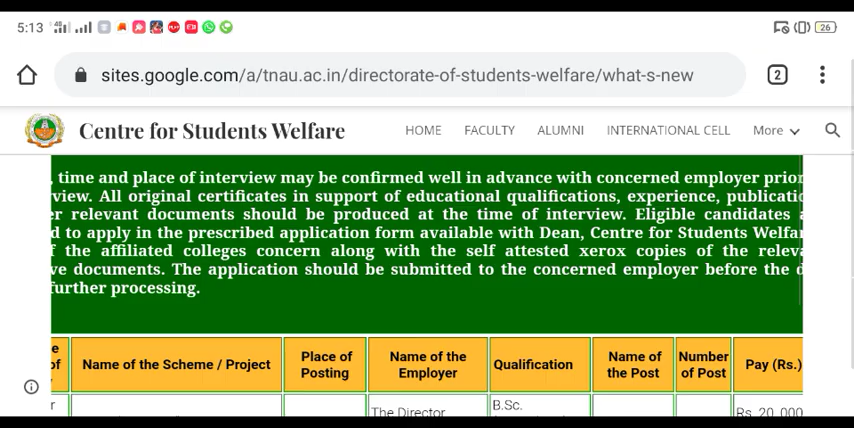 5:13
26
sites.google.com/a/tnau.ac.in/directorate-of-students-welfare/what-s-new
2
Centre for Students Welfare
HOME
FACULTY
ALUMNI
INTERNATIONAL CELL
More
, time and place of interview may be confirmed well in advance with concerned employer prior
rview. All original certificates in support of educational qualifications, experience, publicatio
er relevant documents should be produced at the time of interview. Eligible candidates a
d to apply in the prescribed application form available with Dean, Centre for Students Welfar
f the affiliated colleges concern along with the self attested xerox copies of the releva
ve documents. The application should be submitted to the concerned employer before the d
further processing.
e
of
Name of the Scheme / Project
Place of
Posting
Name of the
Employer
Qualification
Name of
the Post
Number
of Post
Pay (Rs.)
r
The Director
B.Sc.
Rs. 20,000